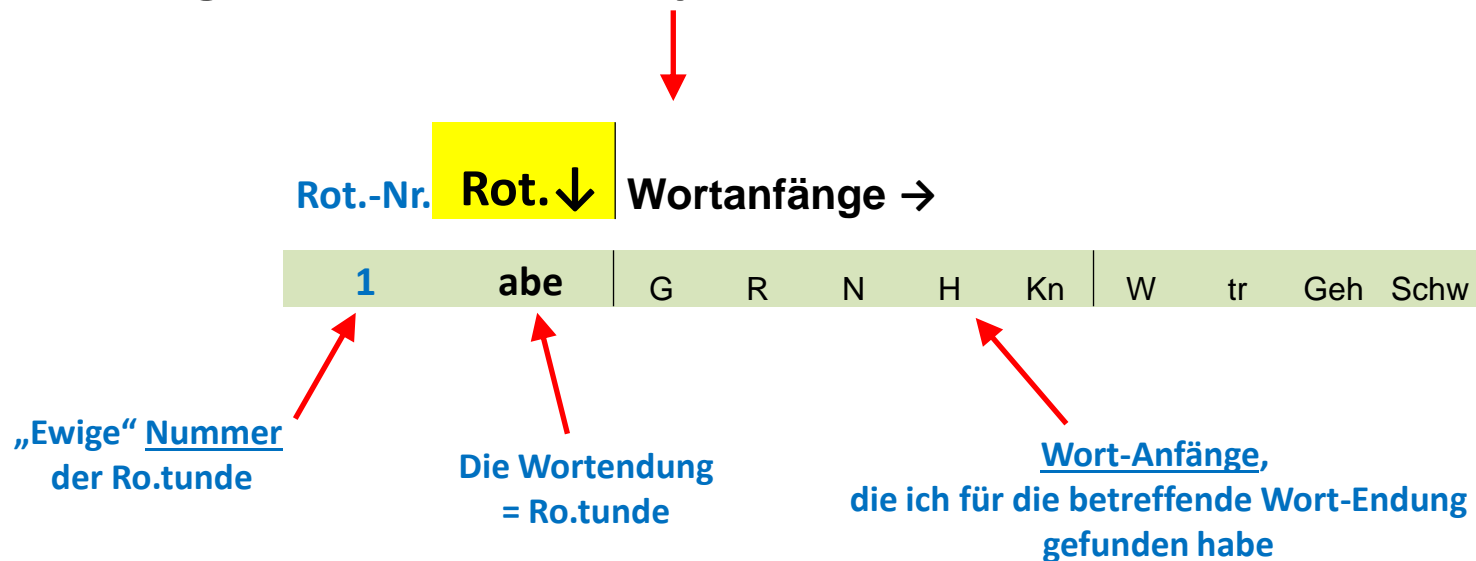 Rot.-Nr. Rot.↓ Wortanfänge →
1 abe G R N H Kn W tr Geh Schw
„Ewige“ Nummer
der Ro.tunde
Die Wortendung
= Ro.tunde
Wort-Anfänge,
die ich für die betreffende Wort-Endung
gefunden habe